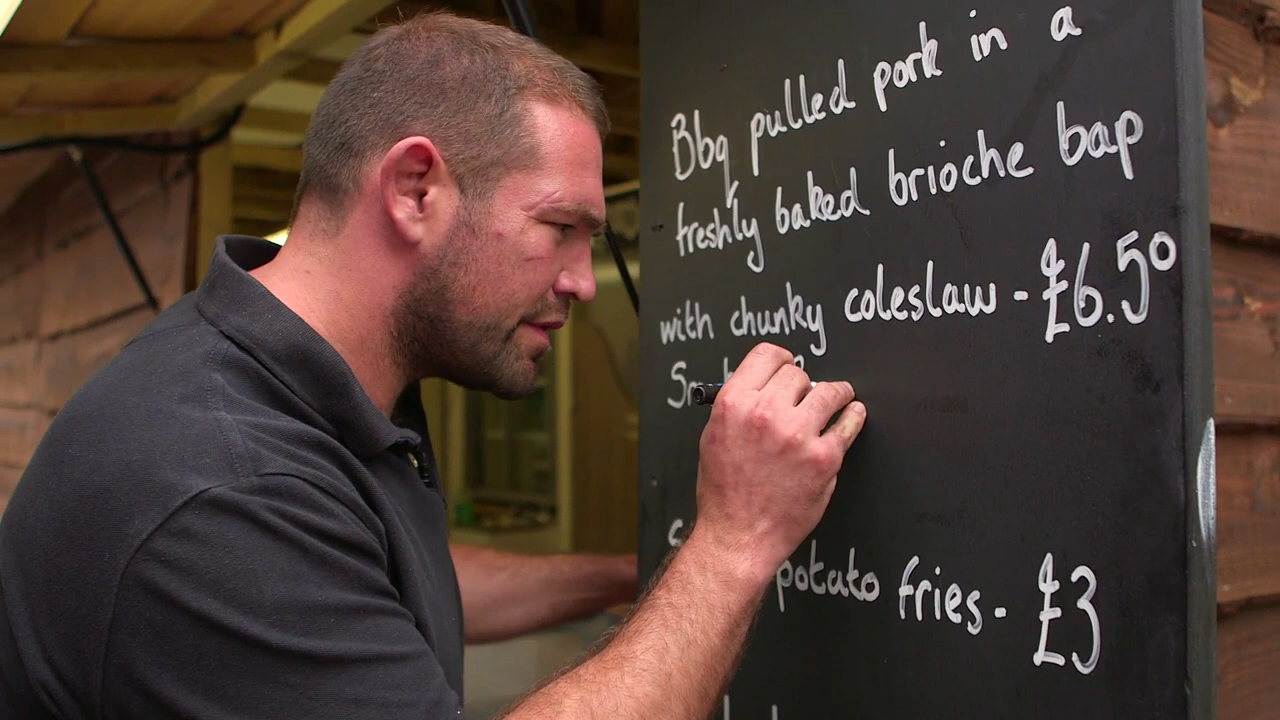 Bbq pulled pork in a
freshly baked brioche bap
with chunky coleslaw - £6.50
potato fries - £3